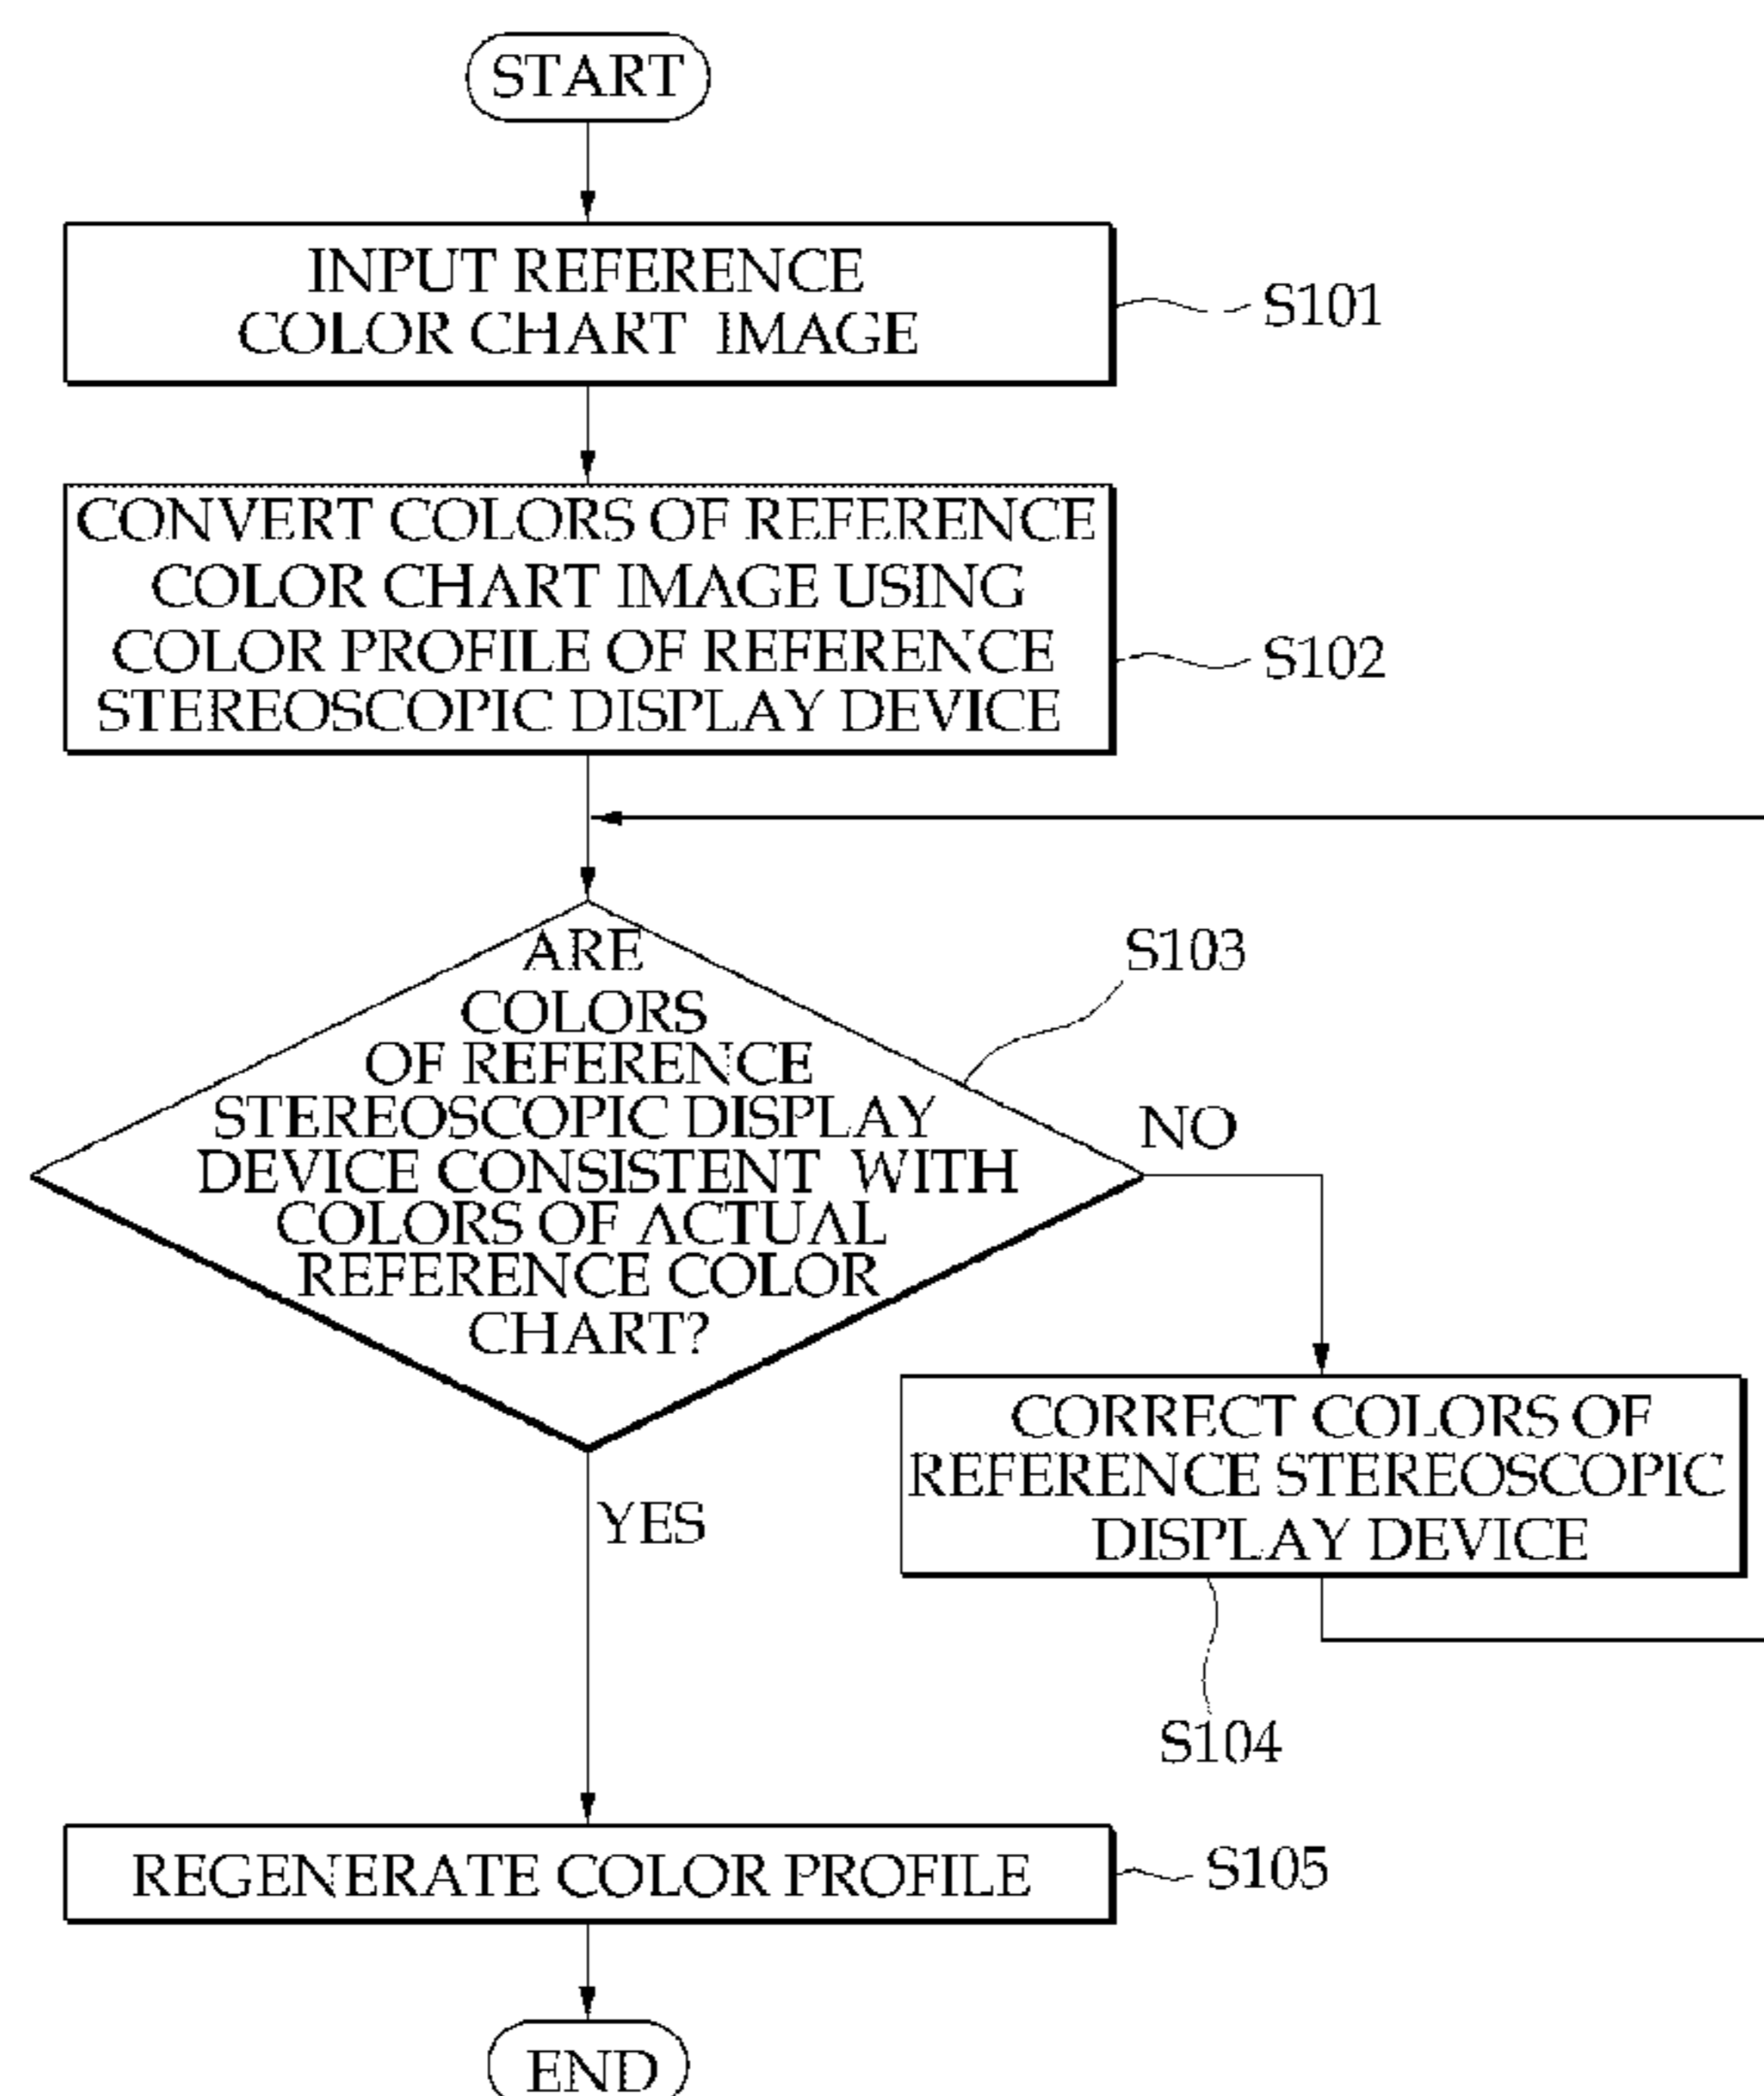 START
INPUT REFERENCE
COLOR CHART IMAGE
S101
CONVERT COLORS OF REFERENCE
COLOR CHART IMAGE USING
COLOR PROFILE OF REFERENCE
STEREOSCOPIC DISPLAY DEVICE
S102
ARE
COLORS
OF REFERENCE
STEREOSCOPIC DISPLAY
DEVICE CONSISTENT WITH
COLORS OF ACTUAL
REFERENCE COLOR
CHART?
S103
NO
CORRECT COLORS OF
REFERENCE STEREOSCOPIC
DISPLAY DEVICE
S104
YES
REGENERATE COLOR PROFILE
S105
END